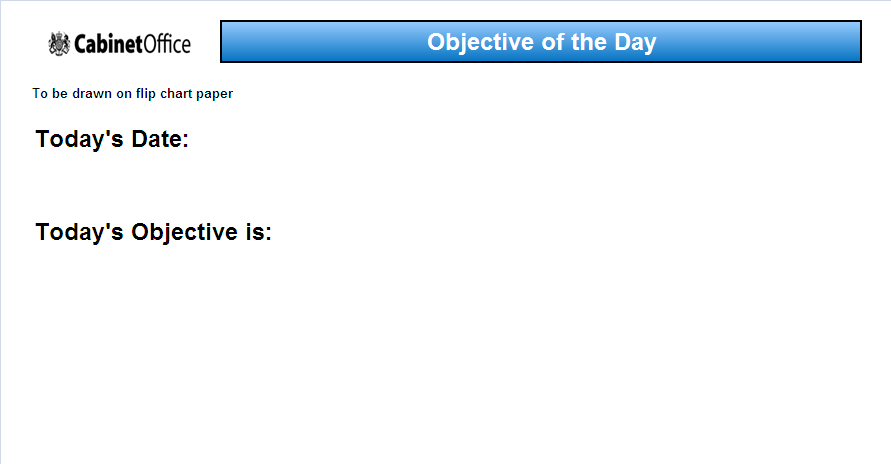 CabinetOffice
Objective of the Day
To be drawn on flip chart paper
Today's Date:
Today's Objective is: